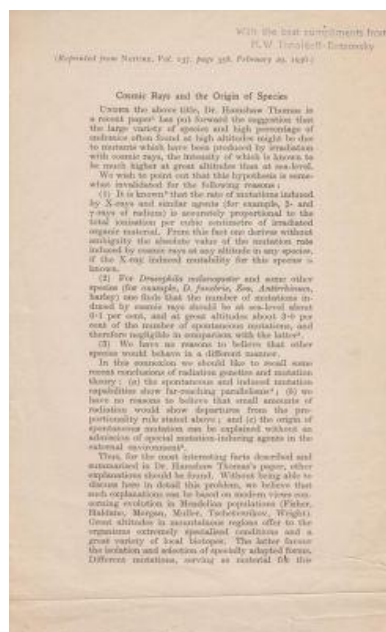 With the best compliments from
N.W. Timoféeff-Ressovsky
(Reprinted from NATURE, Vol. 137, page 358, February 29, 1936.)
Cosmic Rays and the Origin of Species
UNDER the above title, Dr. Hamshaw Thomas in
a recent paper¹ has put forward the suggestion that
the large variety of species and high percentage of
endemics often found at high altitudes might be due
to mutants which have been produced by irradiation
with cosmic rays, the intensity of which is known to
be much higher at great altitudes than at sea-level.
We wish to point out that this hypothesis is some-
what invalidated for the following reasons :
(1) It is known² that the rate of mutations induced
by X-rays and similar agents (for example, β- and
γ-rays of radium) is accurately proportional to the
total ionisation per cubic centimetre of irradiated
organic material. From this fact one derives without
ambiguity the absolute value of the mutation rate
induced by cosmic rays at any altitude in any species,
if the X-ray induced mutability for this species is
known.
(2) For Drosophila melanogaster and some other
species (for example, D. funebris, Zea, Antirrhinum,
barley) one finds that the number of mutations in-
duced by cosmic rays should be at sea-level about
0·1 per cent, and at great altitudes about 3·0 per
cent of the number of spontaneous mutations, and
therefore negligible in comparison with the latter³.
(3) We have no reasons to believe that other
species would behave in a different manner.
In this connexion we should like to recall some
recent conclusions of radiation genetics and mutation
theory : (a) the spontaneous and induced mutation
capabilities show far-reaching parallelisms⁴ ; (b) we
have no reasons to believe that small amounts of
radiation would show departures from the pro-
portionality rule stated above ; and (c) the origin of
spontaneous mutation can be explained without an
admission of special mutation-inducing agents in the
external environment⁵.
Thus, for the most interesting facts described and
summarised in Dr. Hamshaw Thomas's paper, other
explanations should be found. Without being able to
discuss here in detail this problem, we believe that
such explanations can be based on modern views con-
cerning evolution in Mendelian populations (Fisher,
Haldane, Morgan, Muller, Tschetverikov, Wright).
Great altitudes in mountainous regions offer to the
organisms extremely specialised conditions and a
great variety of local biotopes. The latter favour
the isolation and selection of specially adapted forms.
Different mutations, serving as material for this